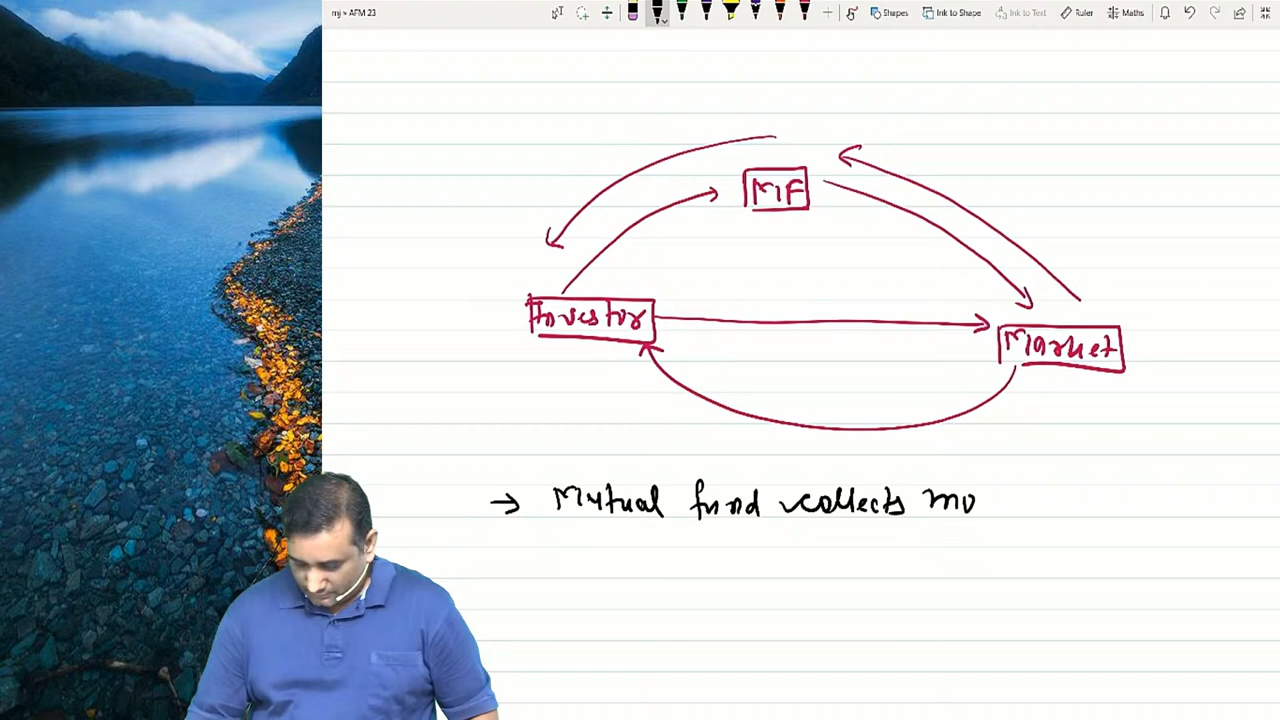 mj » AFM 23
Shapes
Ink to Shape
Ink to Text
Ruler
Maths
MF
Investor
Market
→ Mutual fund collects mo